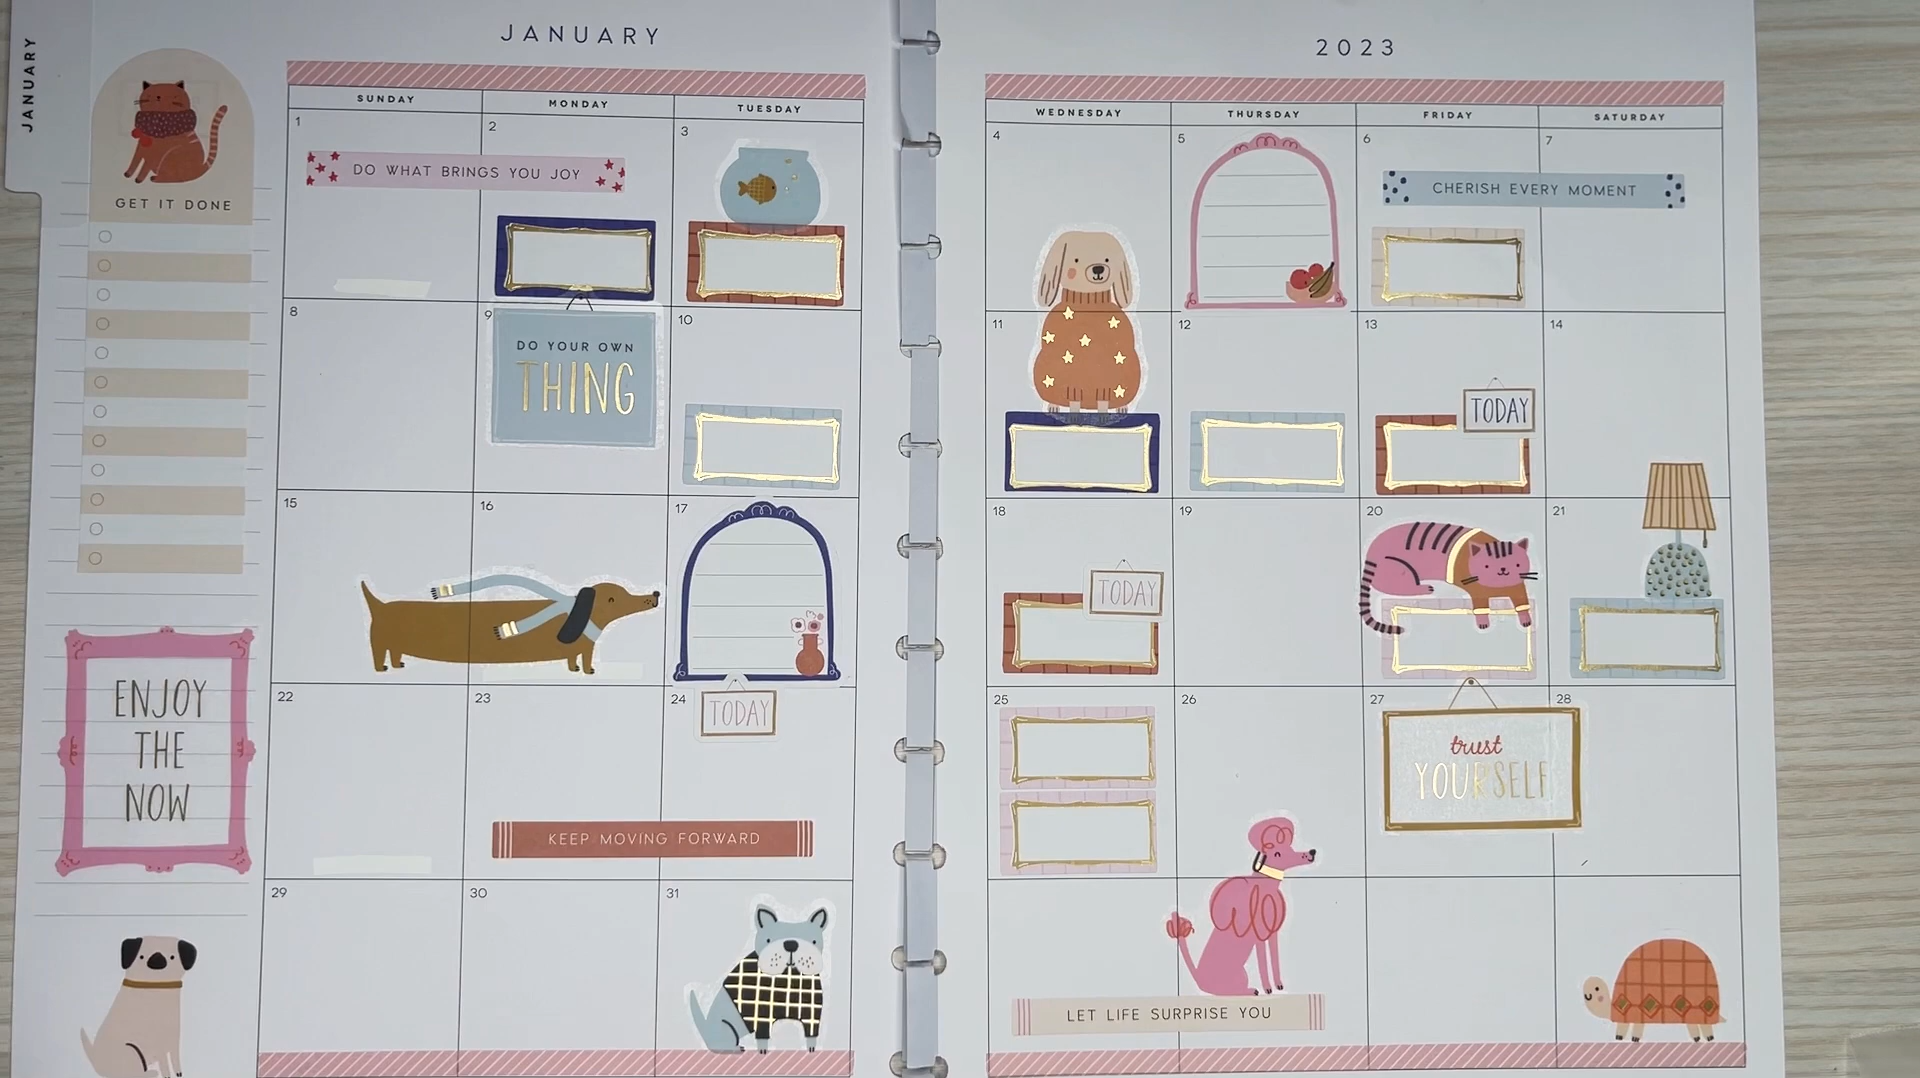 JANUARY
JANUARY
2023
GET IT DONE
ENJOY
THE
NOW
SUNDAY
MONDAY
TUESDAY
WEDNESDAY
THURSDAY
FRIDAY
SATURDAY
1
2
3
4
5
6
7
DO WHAT BRINGS YOU JOY
CHERISH EVERY MOMENT
8
9
10
11
12
13
14
DO YOUR OWN
THING
TODAY
15
16
17
18
19
20
21
TODAY
22
23
24
25
26
27
28
TODAY
trust
YOURSELF
KEEP MOVING FORWARD
29
30
31
LET LIFE SURPRISE YOU